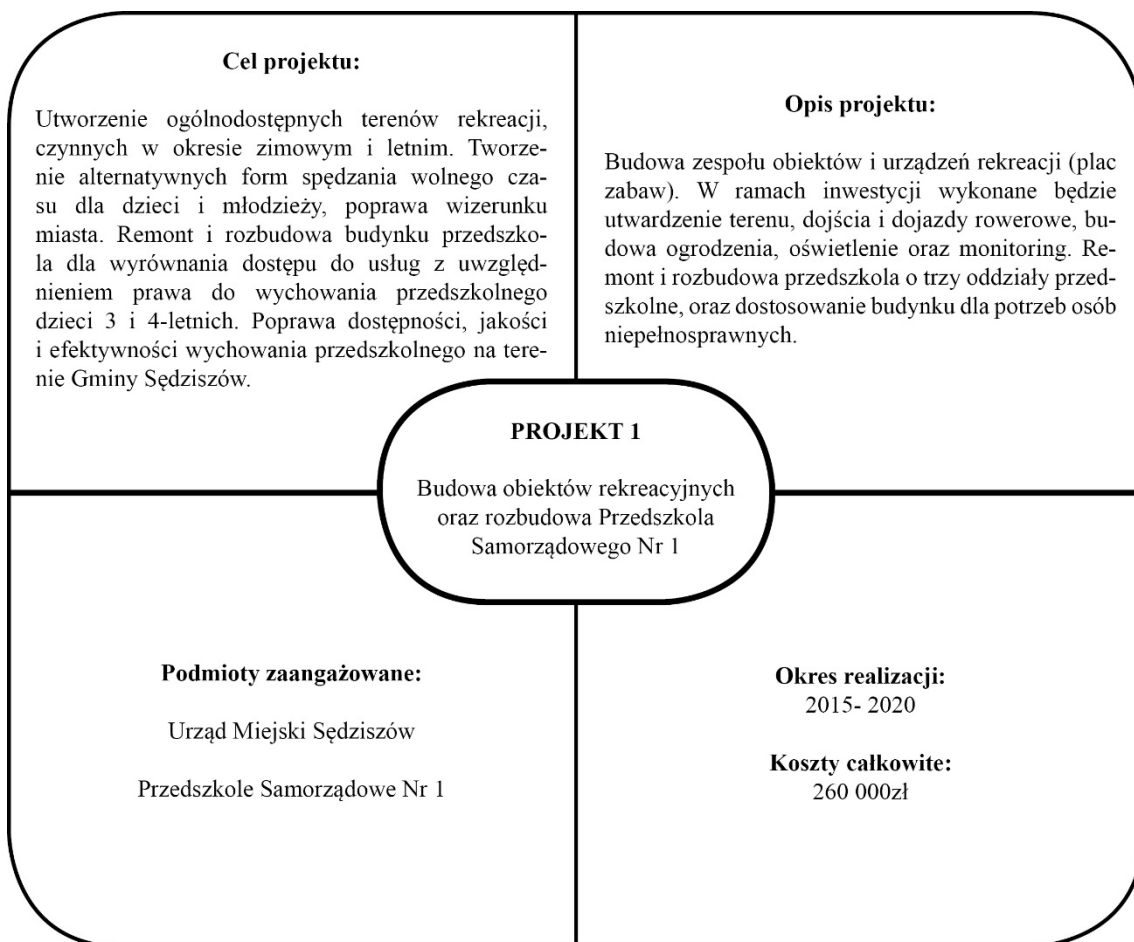 Cel projektu:
Utworzenie ogólnodostępnych terenów rekreacji,
czynnych w okresie zimowym i letnim. Tworze-
nie alternatywnych form spędzania wolnego cza-
su dla dzieci i młodzieży, poprawa wizerunku
miasta. Remont i rozbudowa budynku przedszko-
la dla wyrównania dostępu do usług z uwzględ-
nieniem prawa do wychowania przedszkolnego
dzieci 3 i 4-letnich. Poprawa dostępności, jakości
i efektywności wychowania przedszkolnego na tere-
nie Gminy Sędziszów.
Opis projektu:
Budowa zespołu obiektów i urządzeń rekreacji (plac
zabaw). W ramach inwestycji wykonane będzie
utwardzenie terenu, dojścia i dojazdy rowerowe, bu-
dowa ogrodzenia, oświetlenie oraz monitoring. Re-
mont i rozbudowa przedszkola o trzy oddziały przed-
szkolne, oraz dostosowanie budynku dla potrzeb osób
niepełnosprawnych.
PROJEKT 1
Budowa obiektów rekreacyjnych
oraz rozbudowa Przedszkola
Samorządowego Nr 1
Podmioty zaangażowane:
Urząd Miejski Sędziszów
Przedszkole Samorządowe Nr 1
Okres realizacji:
2015- 2020
Koszty całkowite:
260 000zł